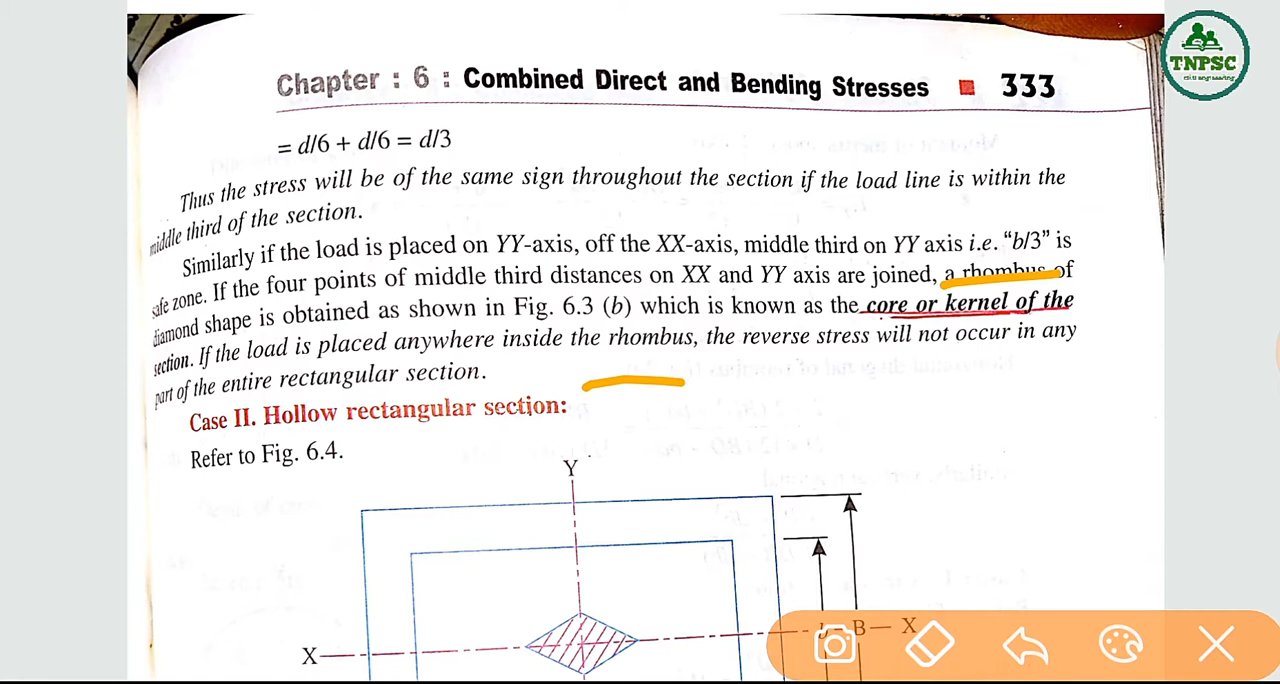 TNPSC
civil engineering
Chapter : 6 : Combined Direct and Bending Stresses ■ 333
= d/6 + d/6 = d/3
Thus the stress will be of the same sign throughout the section if the load line is within the
middle third of the section.
Similarly if the load is placed on YY-axis, off the XX-axis, middle third on YY axis i.e. “b/3” is
safe zone. If the four points of middle third distances on XX and YY axis are joined, a rhombus of
diamond shape is obtained as shown in Fig. 6.3 (b) which is known as the core or kernel of the
section. If the load is placed anywhere inside the rhombus, the reverse stress will not occur in any
part of the entire rectangular section.
Case II. Hollow rectangular section:
Refer to Fig. 6.4.
Y
B X
X